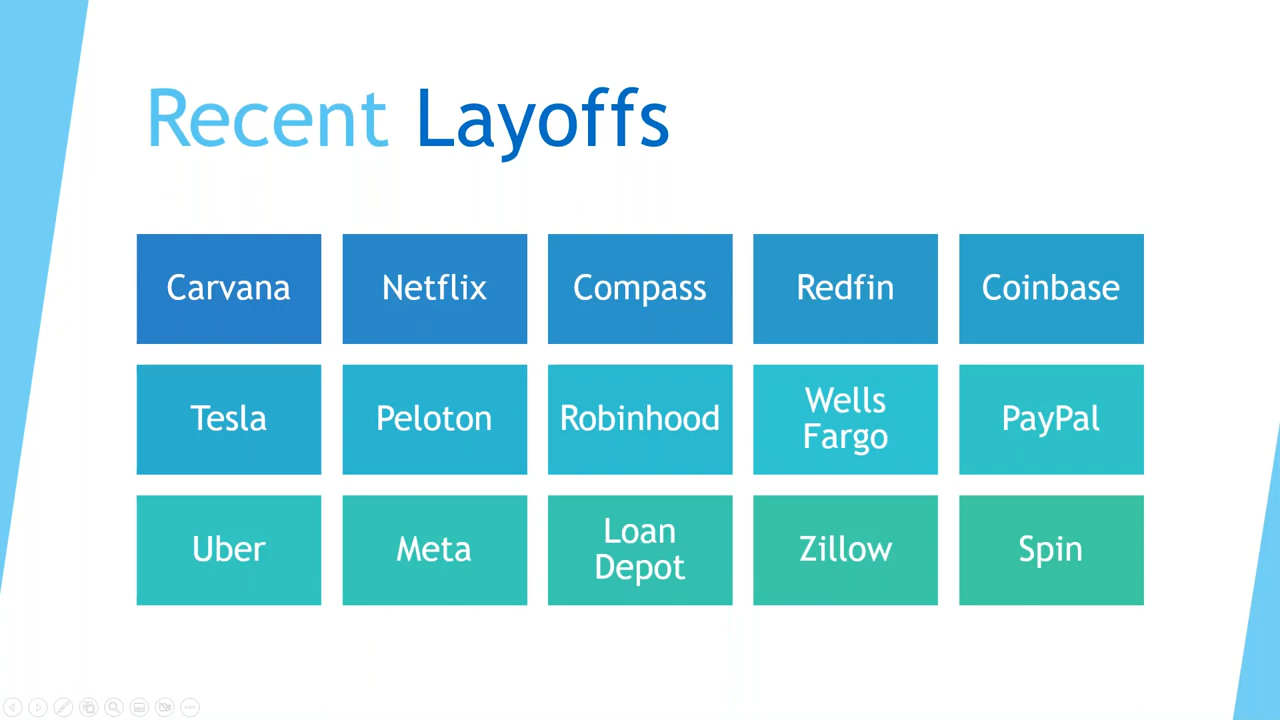 Recent Layoffs
Carvana
Netflix
Compass
Redfin
Coinbase
Tesla
Peloton
Robinhood
Wells
Fargo
PayPal
Uber
Meta
Loan
Depot
Zillow
Spin